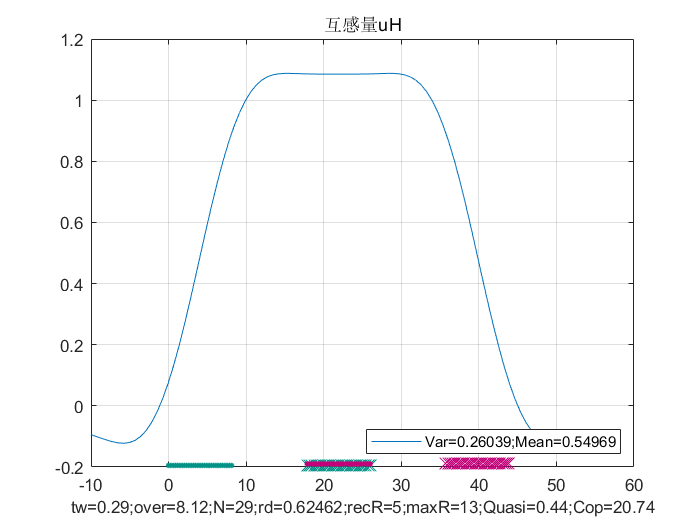 互感量uH
1.2
1
0.8
0.6
0.4
0.2
0
-0.2
Var=0.26039;Mean=0.54969
-10 0 10 20 30 40 50 60
tw=0.29;over=8.12;N=29;rd=0.62462;recR=5;maxR=13;Quasi=0.44;Cop=20.74